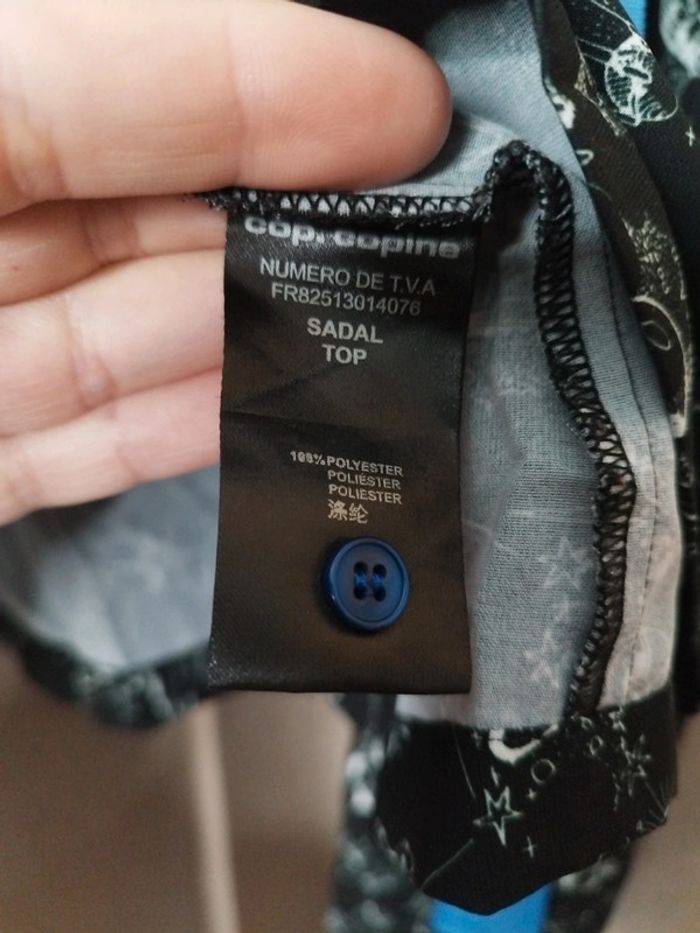 cop. copine
NUMERO DE T.V.A
FR82513014076
SADAL
TOP
100%POLYESTER
POLIÉSTER
POLIESTER
涤纶